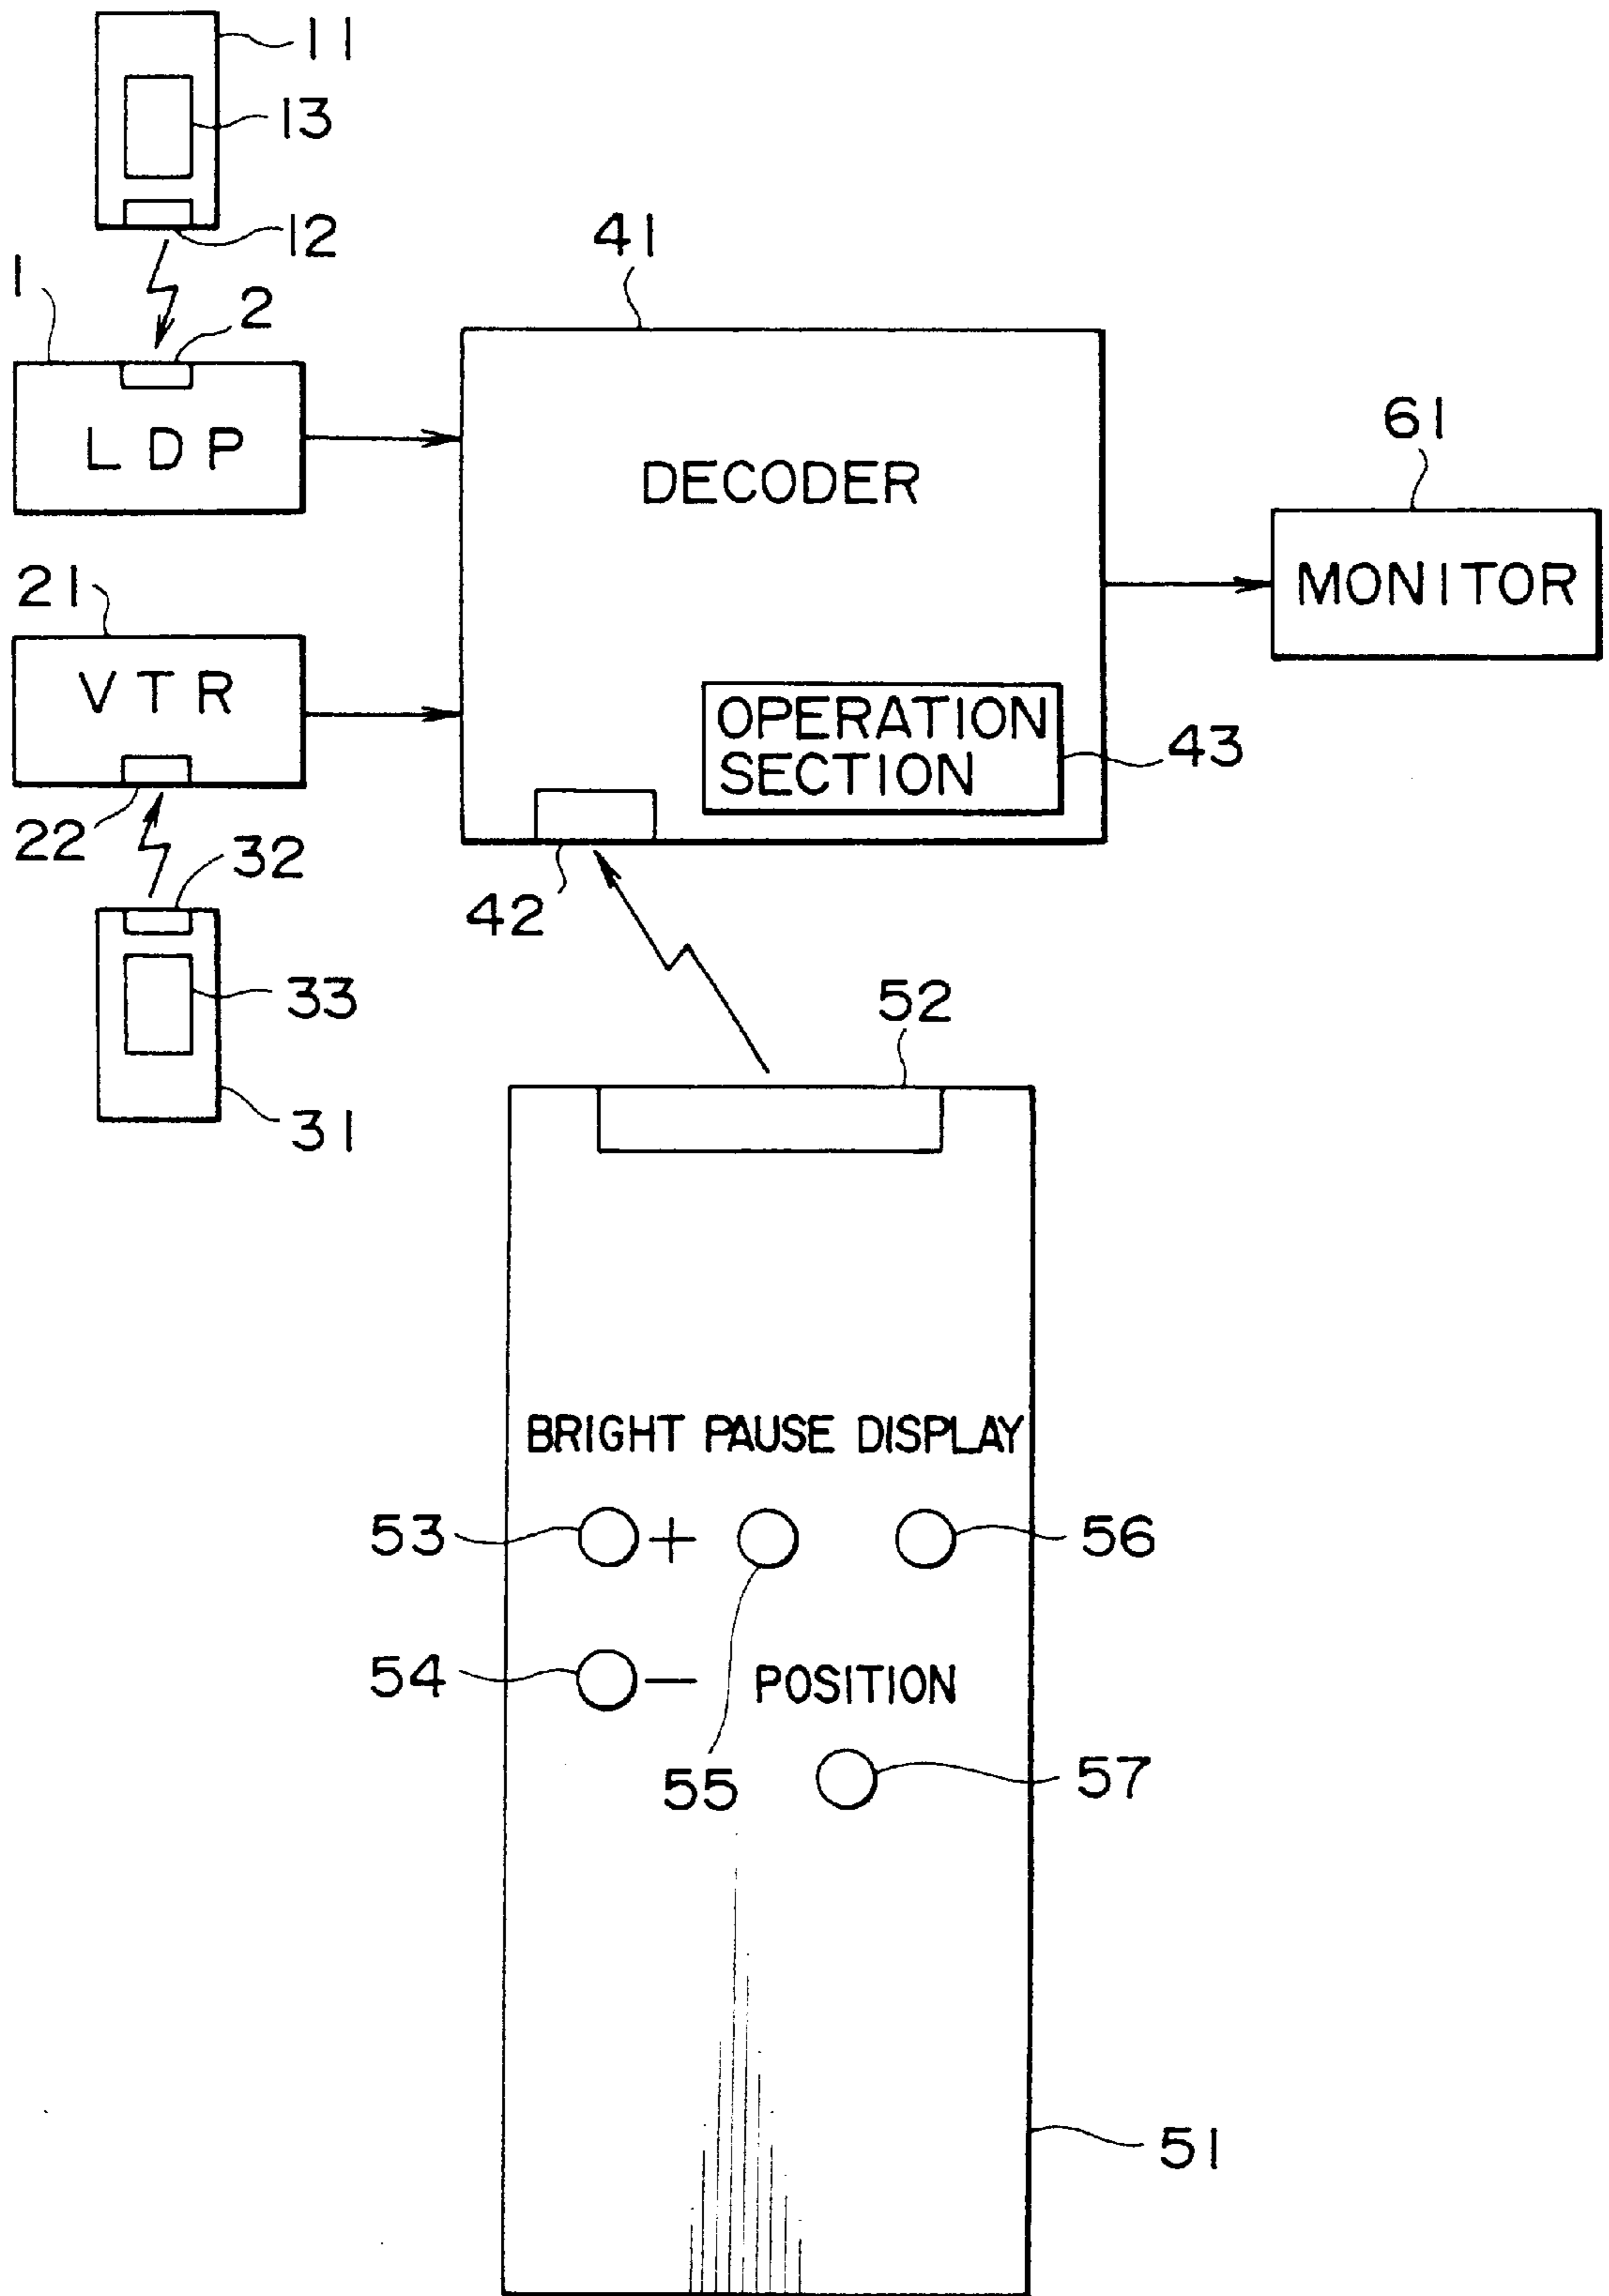 11
13
12
41
1
2
LDP
DECODER
61
MONITOR
21
VTR
OPERATION
SECTION
43
22
32
42
33
52
31
BRIGHT PAUSE DISPLAY
53
+
56
54
−
POSITION
55
57
51